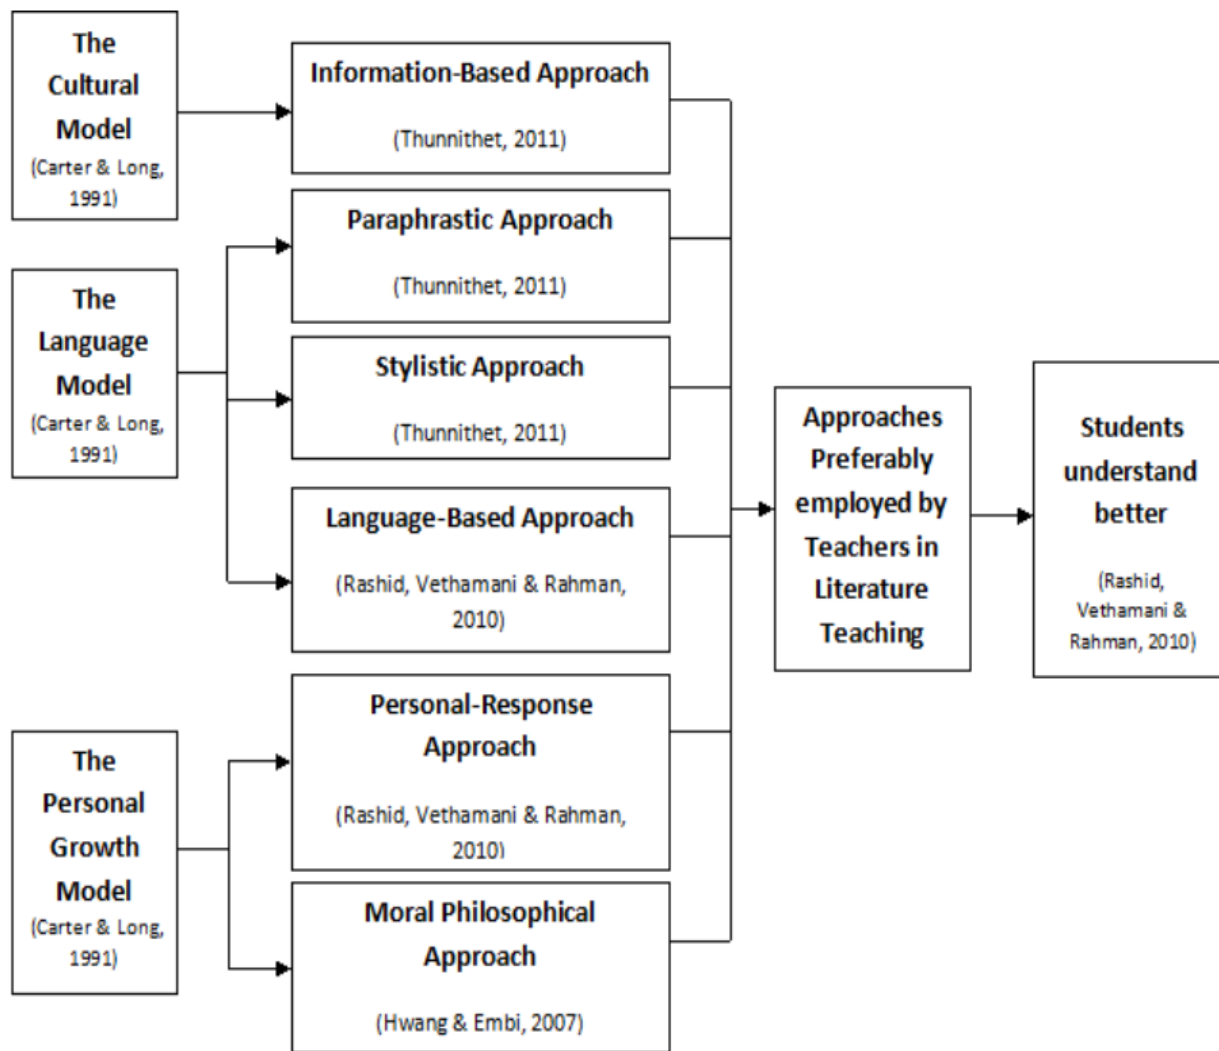 The
Cultural
Model
(Carter & Long,
1991)
Information-Based Approach
(Thunnithet, 2011)
Paraphrastic Approach
(Thunnithet, 2011)
The
Language
Model
(Carter & Long,
1991)
Stylistic Approach
(Thunnithet, 2011)
Language-Based Approach
(Rashid, Vethamani & Rahman,
2010)
The
Personal
Growth
Model
(Carter & Long,
1991)
Personal-Response
Approach
(Rashid, Vethamani & Rahman,
2010)
Moral Philosophical
Approach
(Hwang & Embi, 2007)
Approaches
Preferably
employed by
Teachers in
Literature
Teaching
Students
understand
better
(Rashid,
Vethamani &
Rahman, 2010)